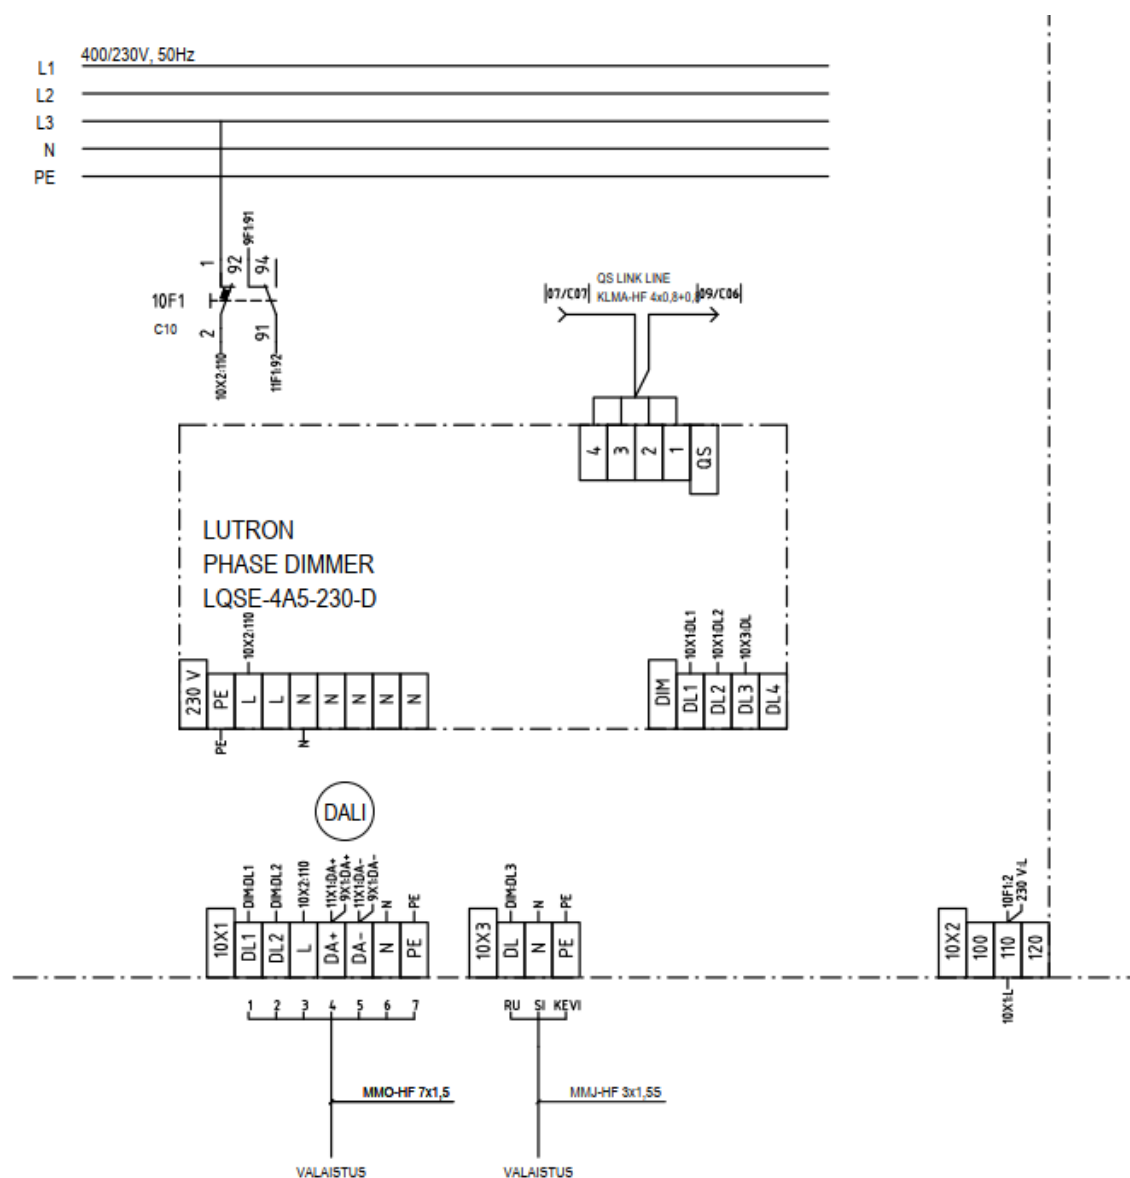 400/230V, 50Hz
L1
L2
L3
N
PE
9F1:91
1
92
94
10F1
C10
2
91
10X2:110
11F1:92
QS LINK LINE
07/C07
KLMA-HF 4x0,8+0,8
09/C06
4
3
2
1
QS
LUTRON
PHASE DIMMER
LQSE-4A5-230-D
10X2:110
10X1:DL1
10X1:DL2
10X3:DL
230 V
PE
L
L
N
N
N
N
N
DIM
DL1
DL2
DL3
DL4
PE
N
DALI
DIM:DL1
DIM:DL2
10X2:110
11X1:DA+
9X1:DA+
11X1:DA-
9X1:DA-
N
PE
DIM:DL3
N
PE
10F1:2
230 V:L
10X1
DL1
DL2
L
DA+
DA-
N
PE
10X3
DL
N
PE
10X2
100
110
120
1 2 3 4 5 6 7
RU SI KEVI
10X1:L
MMO-HF 7x1,5
MMJ-HF 3x1,5S
VALAISTUS
VALAISTUS